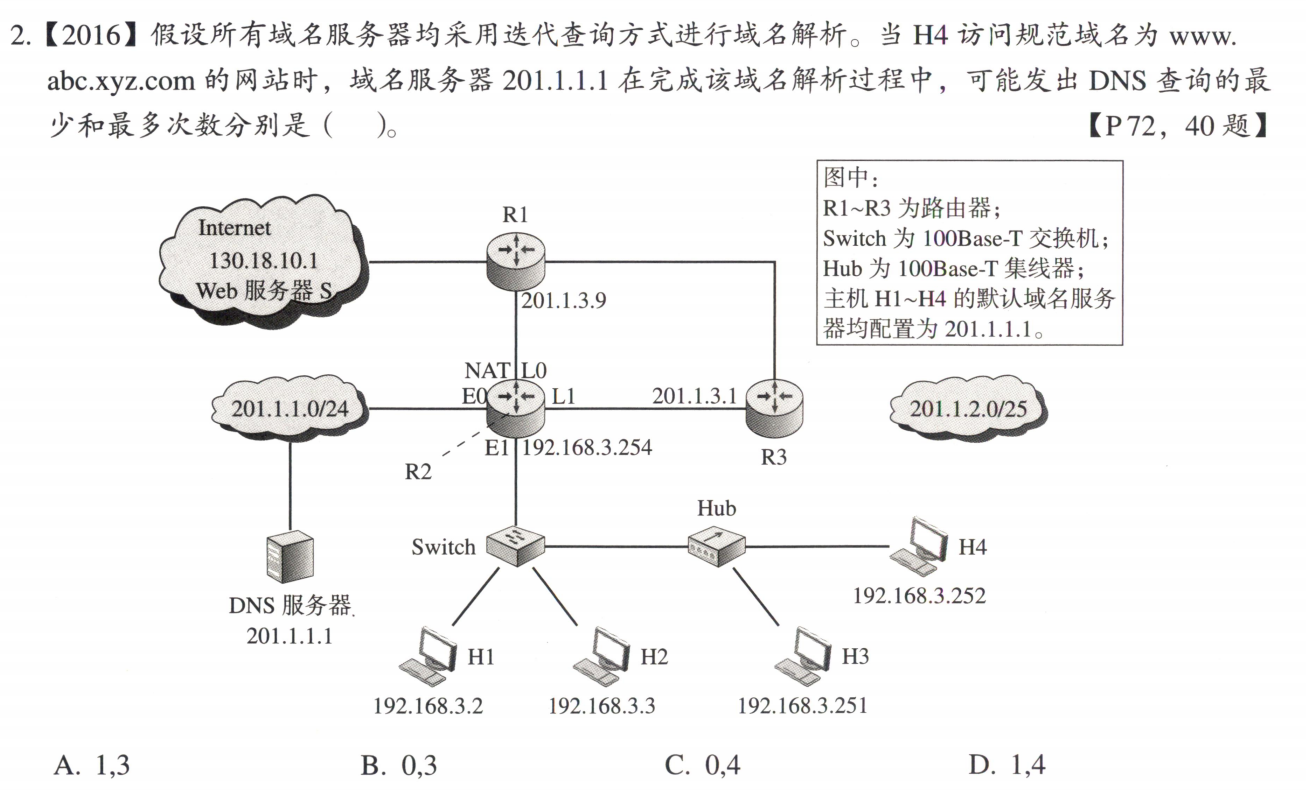 2.【2016】假设所有域名服务器均采用迭代查询方式进行域名解析。当 H4 访问规范域名为 www.
abc.xyz.com 的网站时，域名服务器 201.1.1.1 在完成该域名解析过程中，可能发出 DNS 查询的最
少和最多次数分别是（ ）。 【P72，40 题】
图中：
R1~R3 为路由器；
Switch 为 100Base-T 交换机；
Hub 为 100Base-T 集线器；
主机 H1~H4 的默认域名服务
器均配置为 201.1.1.1。
Internet
130.18.10.1
Web 服务器 S
R1
201.1.3.9
NAT L0
E0
L1
201.1.3.1
201.1.1.0/24
201.1.2.0/25
E1
192.168.3.254
R2
R3
Switch
Hub
H4
192.168.3.252
DNS 服务器
201.1.1.1
H1
H2
H3
192.168.3.2
192.168.3.3
192.168.3.251
A. 1,3 B. 0,3 C. 0,4 D. 1,4